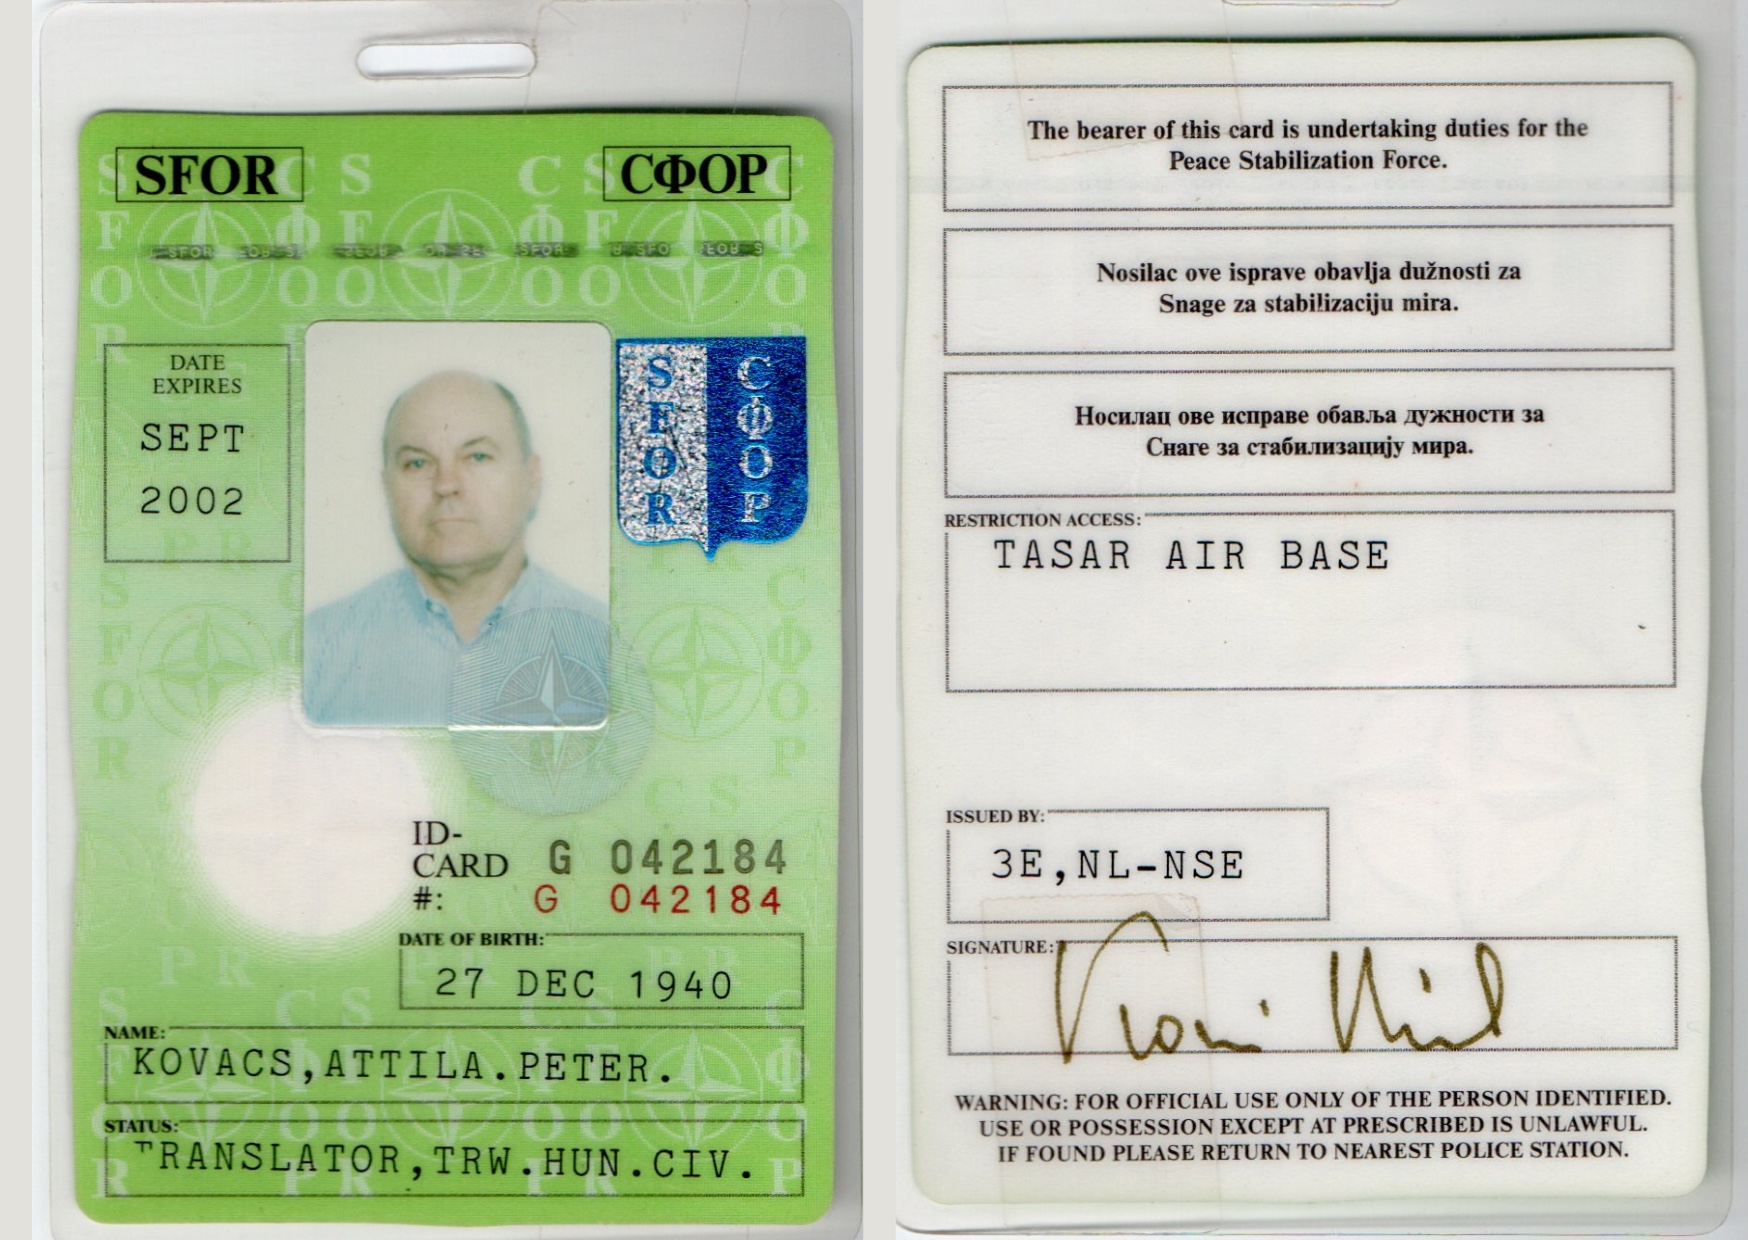 SFOR
СФОР
DATE
EXPIRES
SEPT
2002
S
F
O
R
С
Ф
О
Р
ID-
CARD G 042184
#: G 042184
DATE OF BIRTH:
27 DEC 1940
NAME:
KOVACS,ATTILA.PETER.
STATUS:
TRANSLATOR,TRW.HUN.CIV.
The bearer of this card is undertaking duties for the
Peace Stabilization Force.
Nosilac ove isprave obavlja dužnosti za
Snage za stabilizaciju mira.
Носилац ове исправе обавља дужности за
Снаге за стабилизацију мира.
RESTRICTION ACCESS:
TASAR AIR BASE
ISSUED BY:
3E,NL-NSE
SIGNATURE:
WARNING: FOR OFFICIAL USE ONLY OF THE PERSON IDENTIFIED.
USE OR POSSESSION EXCEPT AT PRESCRIBED IS UNLAWFUL.
IF FOUND PLEASE RETURN TO NEAREST POLICE STATION.